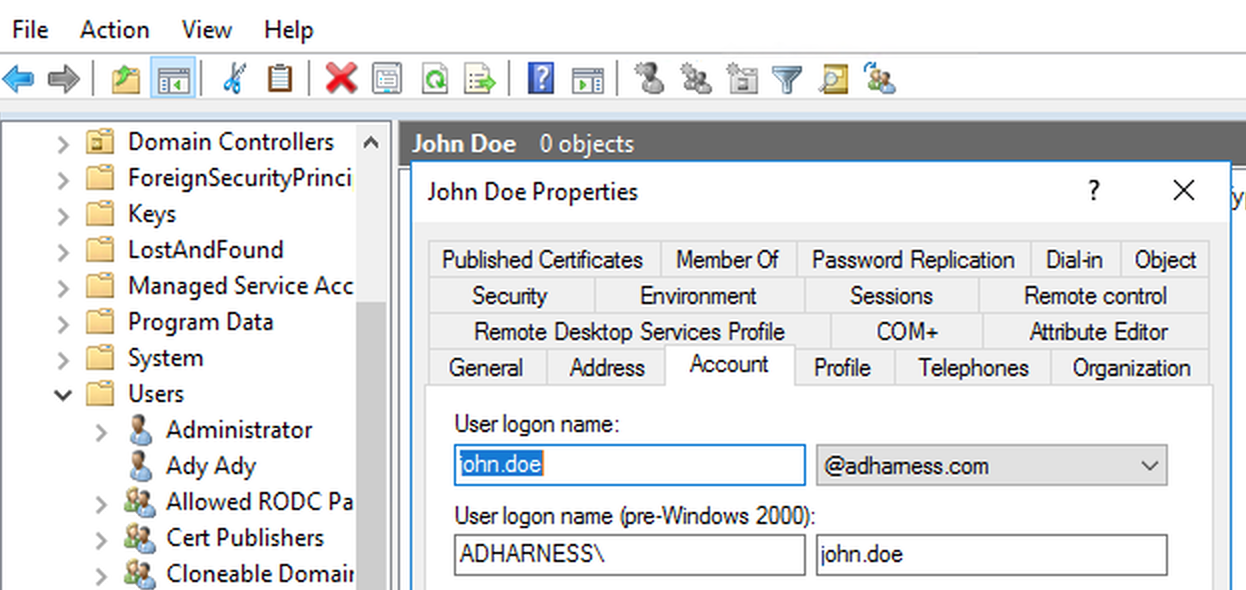 File Action View Help
John Doe 0 objects
Domain Controllers
ForeignSecurityPrinci
Keys
LostAndFound
Managed Service Acc
Program Data
System
Users
Administrator
Ady Ady
Allowed RODC Pa
Cert Publishers
Cloneable Domain
John Doe Properties ?
Published Certificates Member Of Password Replication Dial-in Object
Security Environment Sessions Remote control
Remote Desktop Services Profile COM+ Attribute Editor
General Address Account Profile Telephones Organization
User logon name:
john.doe @adharness.com
User logon name (pre-Windows 2000):
ADHARNESS\ john.doe